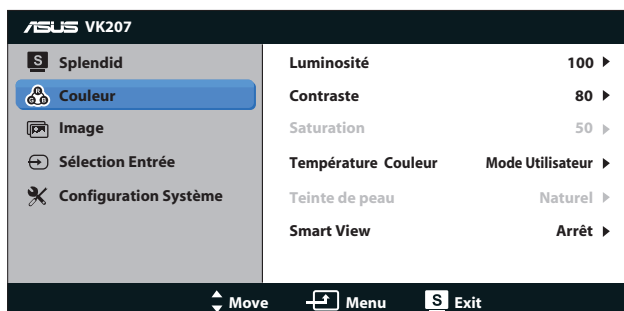 ASUS VK207
S Splendid
Couleur
Image
Sélection Entrée
Configuration Système
Luminosité 100
Contraste 80
Saturation 50
Température Couleur Mode Utilisateur
Teinte de peau Naturel
Smart View Arrêt
Move Menu S Exit